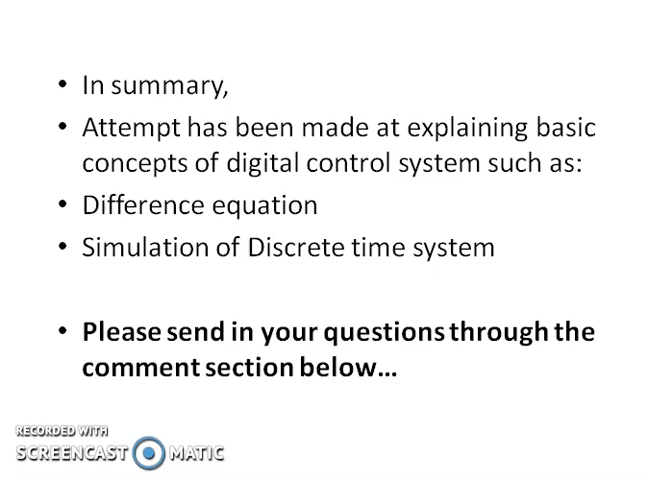 • In summary,
• Attempt has been made at explaining basic
concepts of digital control system such as:
• Difference equation
• Simulation of Discrete time system
• Please send in your questions through the
comment section below...
RECORDED WITH
SCREENCAST MATIC